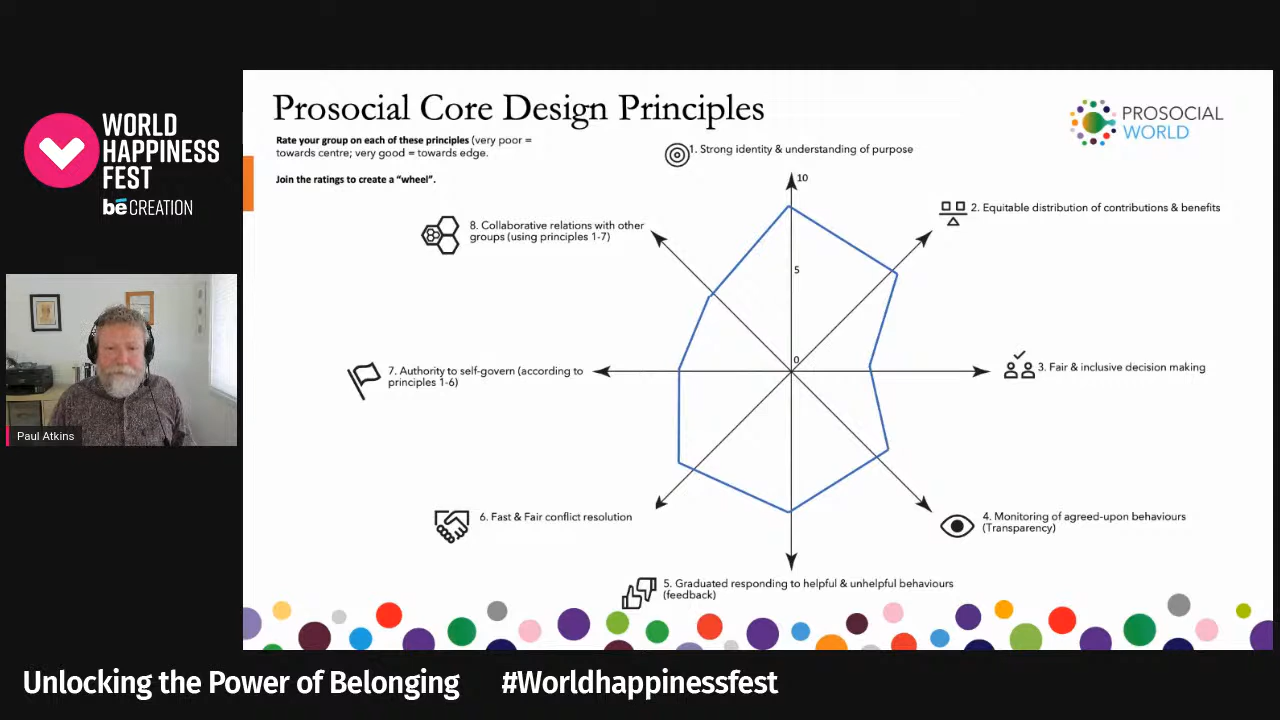 WORLD
HAPPINESS
FEST
bē CREATION
Paul Atkins
Prosocial Core Design Principles
Rate your group on each of these principles (very poor =
towards centre; very good = towards edge.
Join the ratings to create a “wheel”.
PROSOCIAL
WORLD
1. Strong identity & understanding of purpose
10
5
0
2. Equitable distribution of contributions & benefits
3. Fair & inclusive decision making
4. Monitoring of agreed-upon behaviours
(Transparency)
5. Graduated responding to helpful & unhelpful behaviours
(feedback)
6. Fast & Fair conflict resolution
7. Authority to self-govern (according to
principles 1-6)
8. Collaborative relations with other
groups (using principles 1-7)
Unlocking the Power of Belonging #Worldhappinessfest